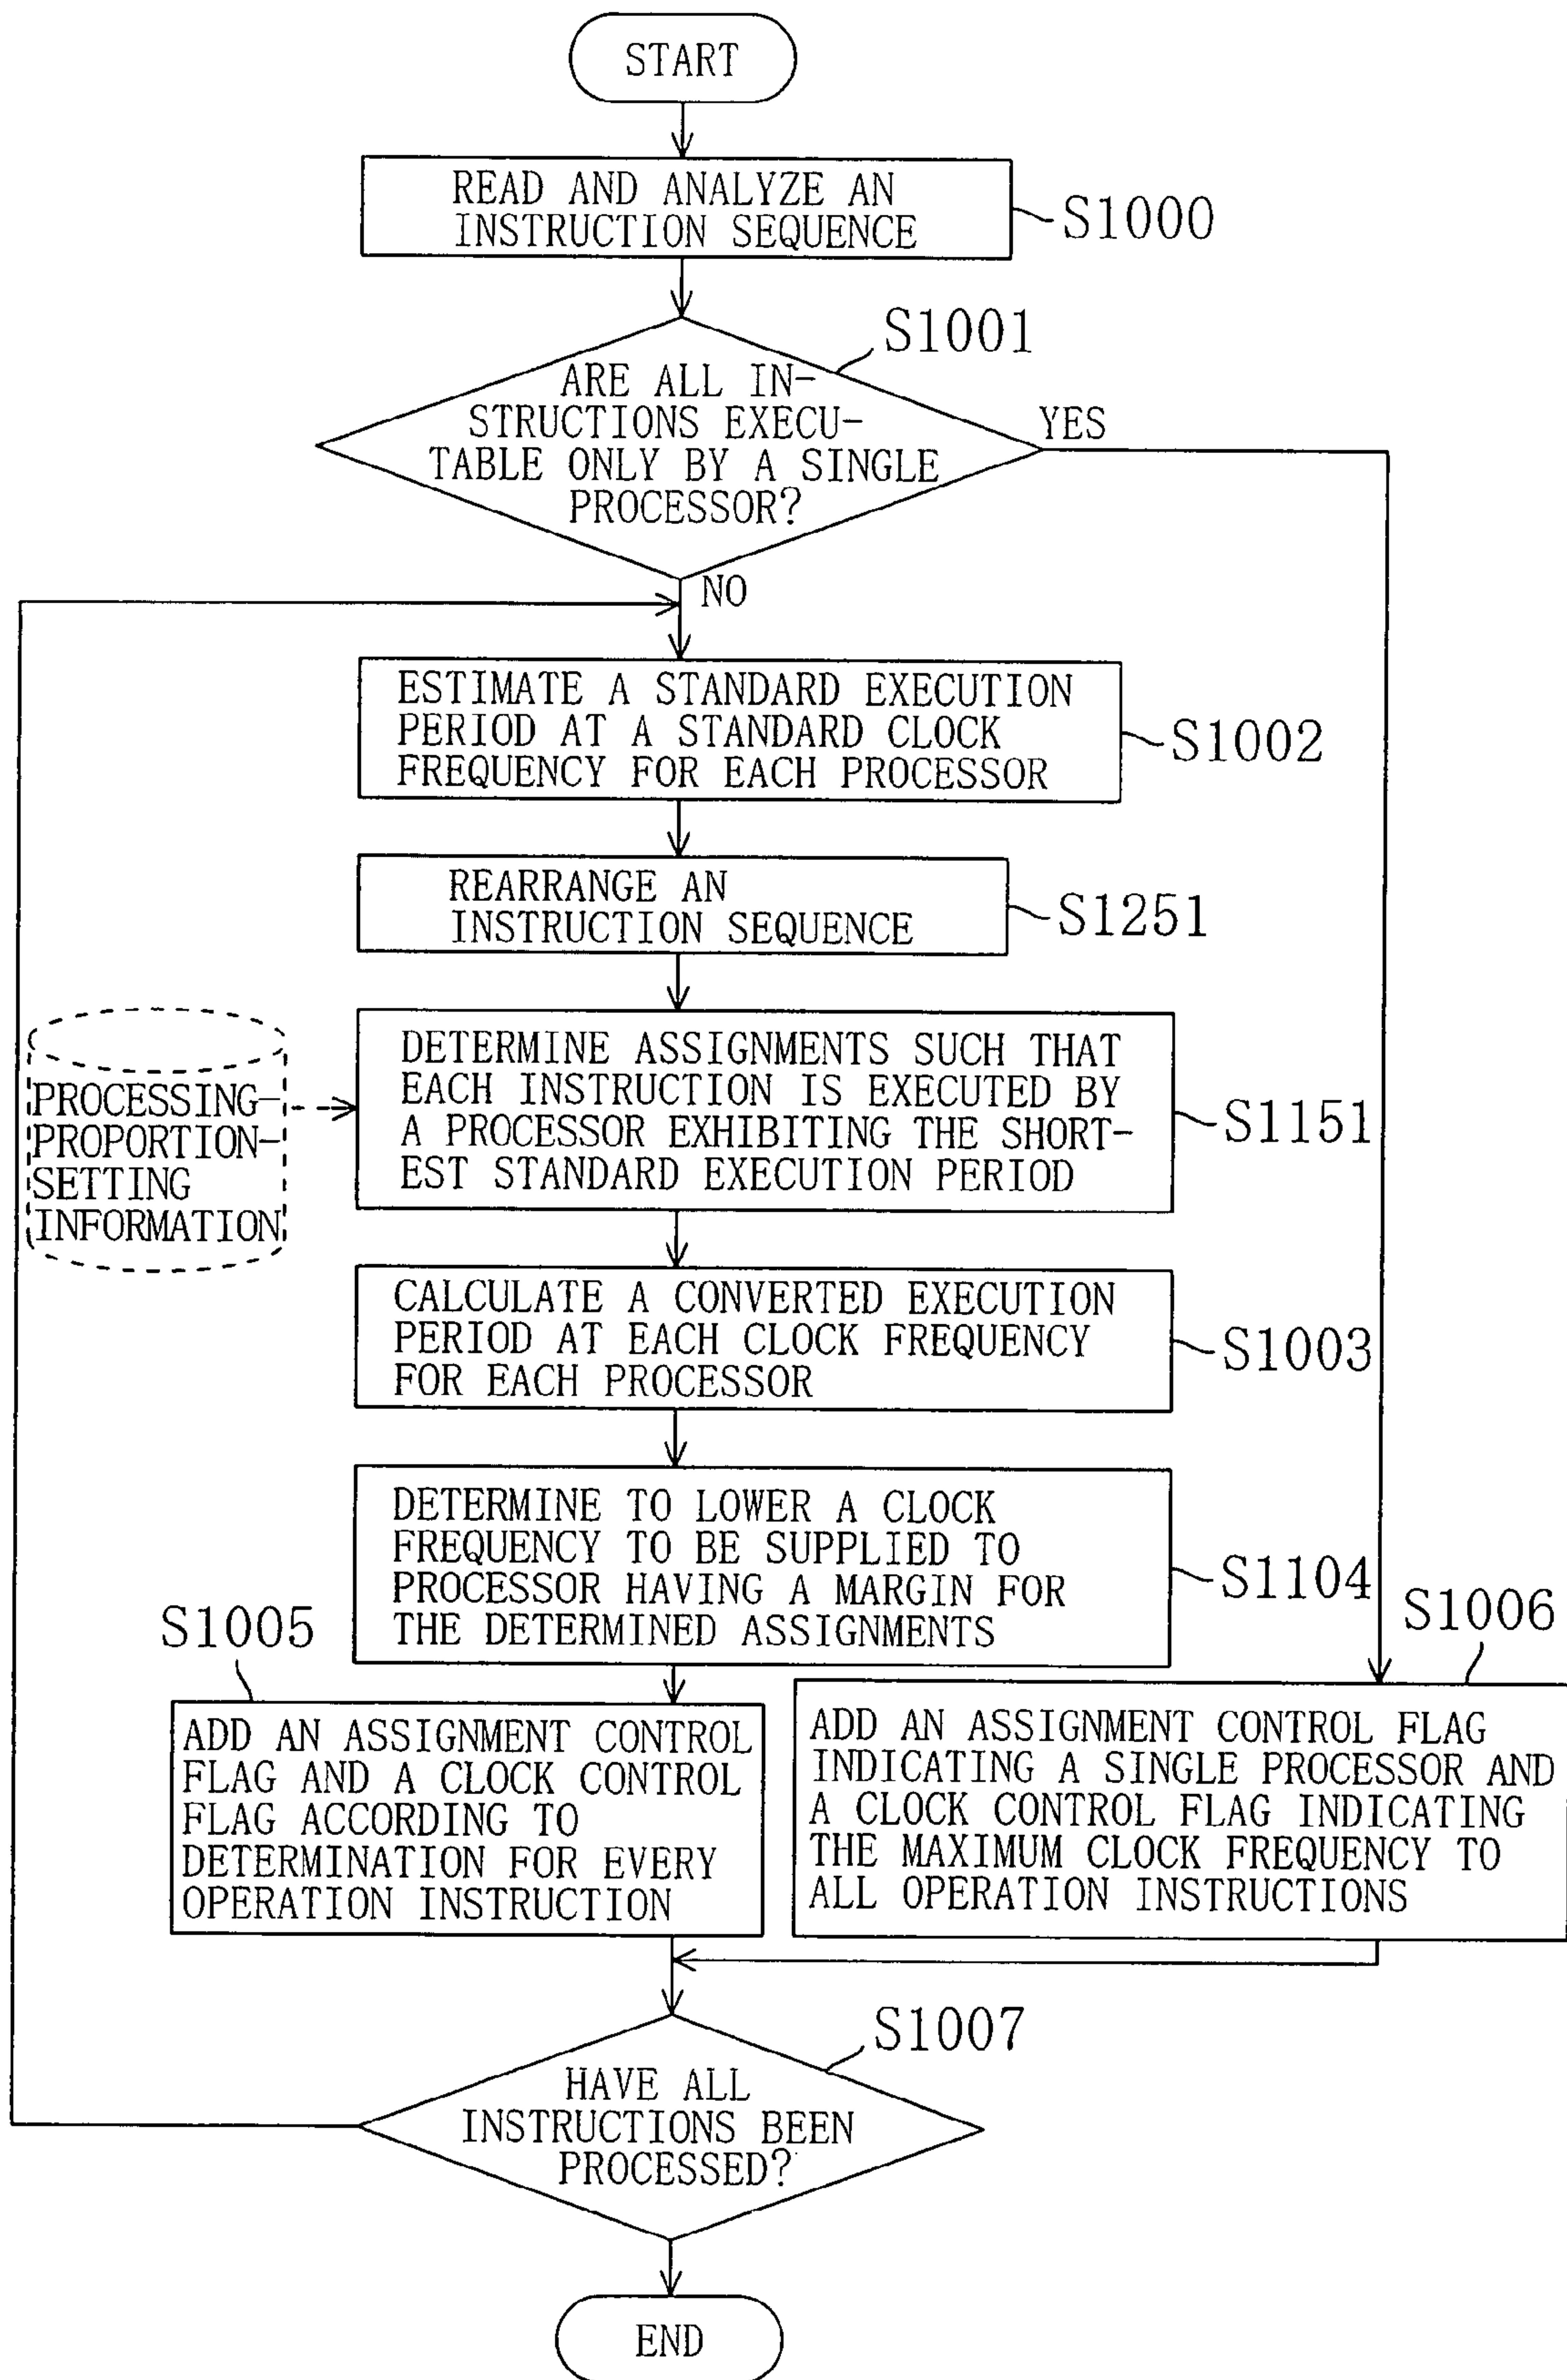 START
READ AND ANALYZE AN
INSTRUCTION SEQUENCE
S1000
S1001
ARE ALL IN-
STRUCTIONS EXECU-
TABLE ONLY BY A SINGLE
PROCESSOR?
YES
NO
ESTIMATE A STANDARD EXECUTION
PERIOD AT A STANDARD CLOCK
FREQUENCY FOR EACH PROCESSOR
S1002
REARRANGE AN
INSTRUCTION SEQUENCE
S1251
PROCESSING-
PROPORTION-
SETTING
INFORMATION
DETERMINE ASSIGNMENTS SUCH THAT
EACH INSTRUCTION IS EXECUTED BY
A PROCESSOR EXHIBITING THE SHORT-
EST STANDARD EXECUTION PERIOD
S1151
CALCULATE A CONVERTED EXECUTION
PERIOD AT EACH CLOCK FREQUENCY
FOR EACH PROCESSOR
S1003
DETERMINE TO LOWER A CLOCK
FREQUENCY TO BE SUPPLIED TO
PROCESSOR HAVING A MARGIN FOR
THE DETERMINED ASSIGNMENTS
S1104
S1005
ADD AN ASSIGNMENT CONTROL
FLAG AND A CLOCK CONTROL
FLAG ACCORDING TO
DETERMINATION FOR EVERY
OPERATION INSTRUCTION
S1006
ADD AN ASSIGNMENT CONTROL FLAG
INDICATING A SINGLE PROCESSOR AND
A CLOCK CONTROL FLAG INDICATING
THE MAXIMUM CLOCK FREQUENCY TO
ALL OPERATION INSTRUCTIONS
S1007
HAVE ALL
INSTRUCTIONS BEEN
PROCESSED?
END